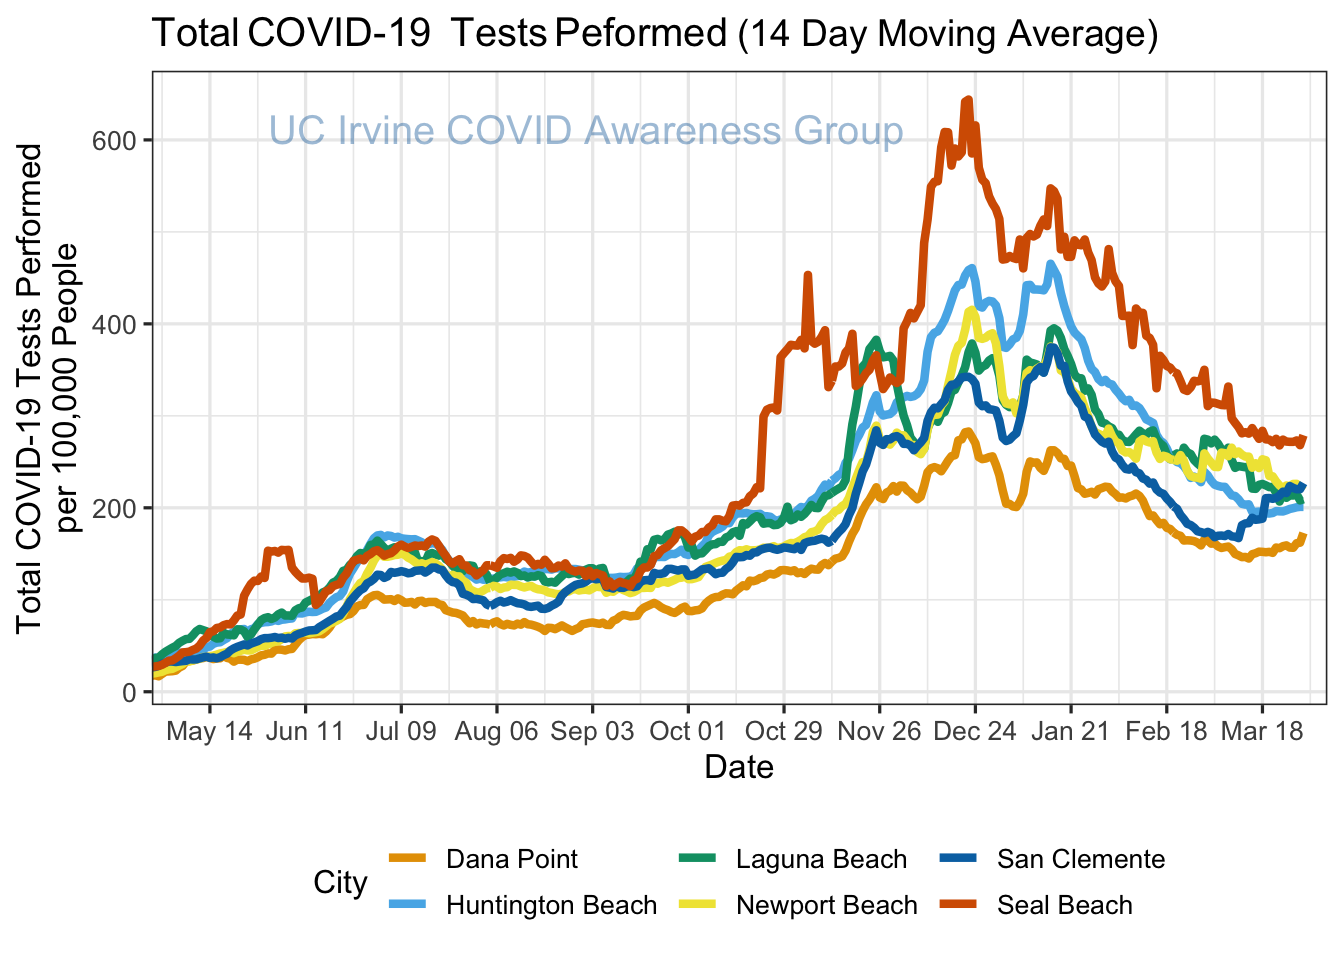 Total COVID-19 Tests Peformed (14 Day Moving Average)
UC Irvine COVID Awareness Group
Total COVID-19 Tests Performed
per 100,000 People
600
400
200
0
May 14 Jun 11 Jul 09 Aug 06 Sep 03 Oct 01 Oct 29 Nov 26 Dec 24 Jan 21 Feb 18 Mar 18
Date
City
Dana Point Laguna Beach San Clemente
Huntington Beach Newport Beach Seal Beach